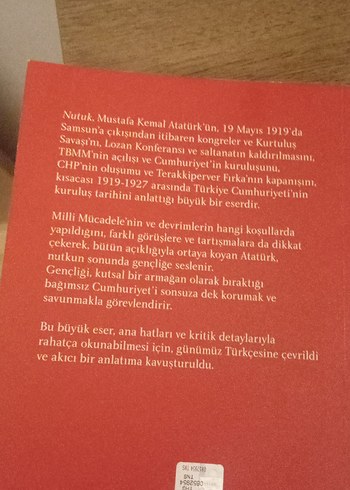 Nutuk, Mustafa Kemal Atatürk'ün, 19 Mayıs 1919'da
Samsun'a çıkışından itibaren kongreler ve Kurtuluş
Savaşı'nı, Lozan Konferansı ve saltanatın kaldırılmasını,
TBMM'nin açılışı ve Cumhuriyet'in kuruluşunu,
CHP'nin oluşumu ve Terakkiperver Fırka'nın kapanışını,
kısacası 1919-1927 arasında Türkiye Cumhuriyeti'nin
kuruluş tarihini anlattığı büyük bir eserdir.
Milli Mücadele'nin ve devrimlerin hangi koşullarda
yapıldığını, farklı görüşlere ve tartışmalara da dikkat
çekerek, bütün açıklığıyla ortaya koyan Atatürk,
nutkun sonunda gençliğe seslenir.
Gençliği, kutsal bir armağan olarak bıraktığı
bağımsız Cumhuriyet'i sonsuza dek korumak ve
savunmakla görevlendirir.
Bu büyük eser, ana hatları ve kritik detaylarıyla
rahatça okunabilmesi için, günümüz Türkçesine çevrildi
ve akıcı bir anlatıma kavuşturuldu.